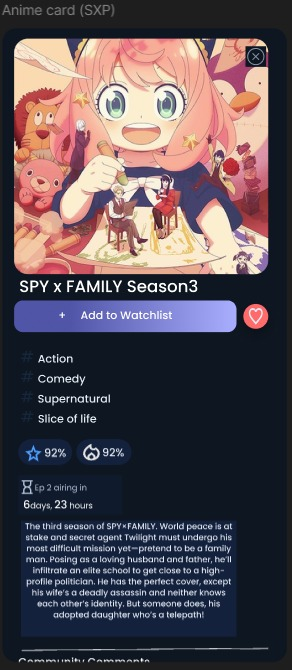 Anime card (SXP)
SPY x FAMILY Season3
+ Add to Watchlist
# Action
# Comedy
# Supernatural
# Slice of life
92% 92%
Ep 2 airing in
6days, 23 hours
The third season of SPY×FAMILY. World peace is at
stake and secret agent Twilight must undergo his
most difficult mission yet—pretend to be a family
man. Posing as a loving husband and father, he'll
infiltrate an elite school to get close to a high-
profile politician. He has the perfect cover, except
his wife's a deadly assassin and neither knows
each other's identity. But someone does, his
adopted daughter who's a telepath!
Community Comments